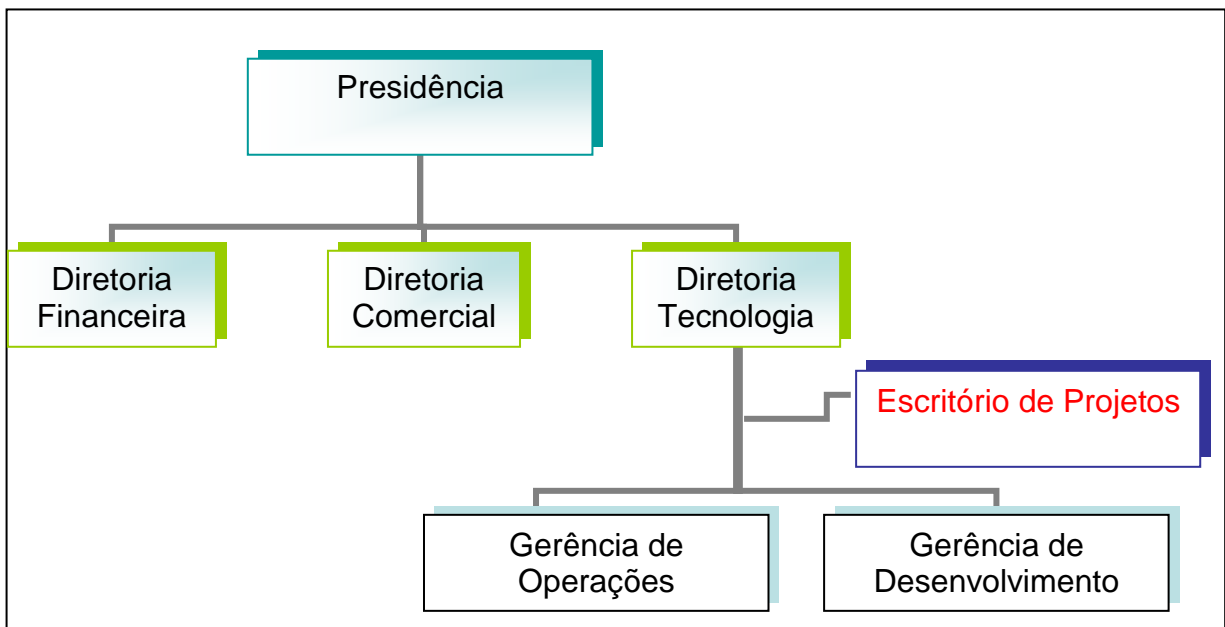 Presidência
Diretoria
Financeira
Diretoria
Comercial
Diretoria
Tecnologia
Escritório de Projetos
Gerência de
Operações
Gerência de
Desenvolvimento